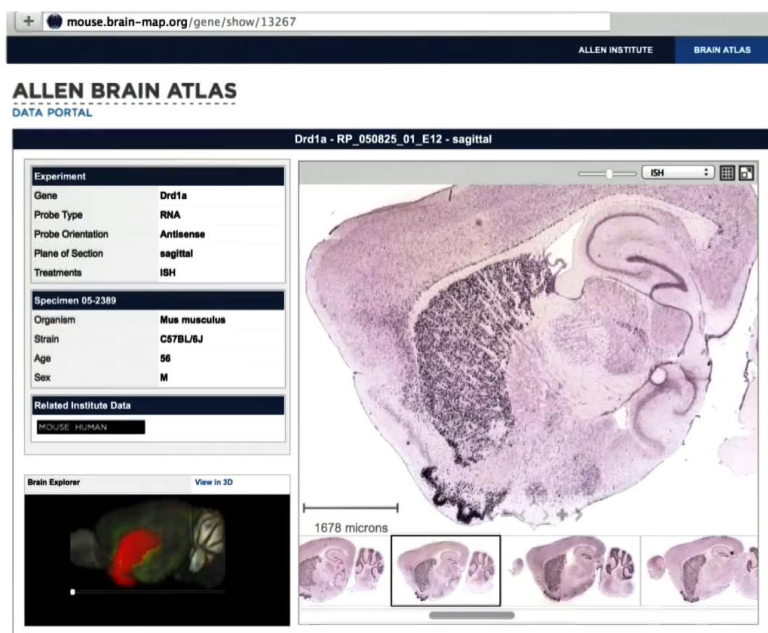 mouse.brain-map.org/gene/show/13267
ALLEN INSTITUTE
BRAIN ATLAS
ALLEN BRAIN ATLAS
DATA PORTAL
Drd1a - RP_050825_01_E12 - sagittal
Experiment
Gene Drd1a
Probe Type RNA
Probe Orientation Antisense
Plane of Section sagittal
Treatments ISH
Specimen 05-2389
Organism Mus musculus
Strain C57BL/6J
Age 56
Sex M
Related Institute Data
MOUSE HUMAN
Brain Explorer View in 3D
ISH
1678 microns